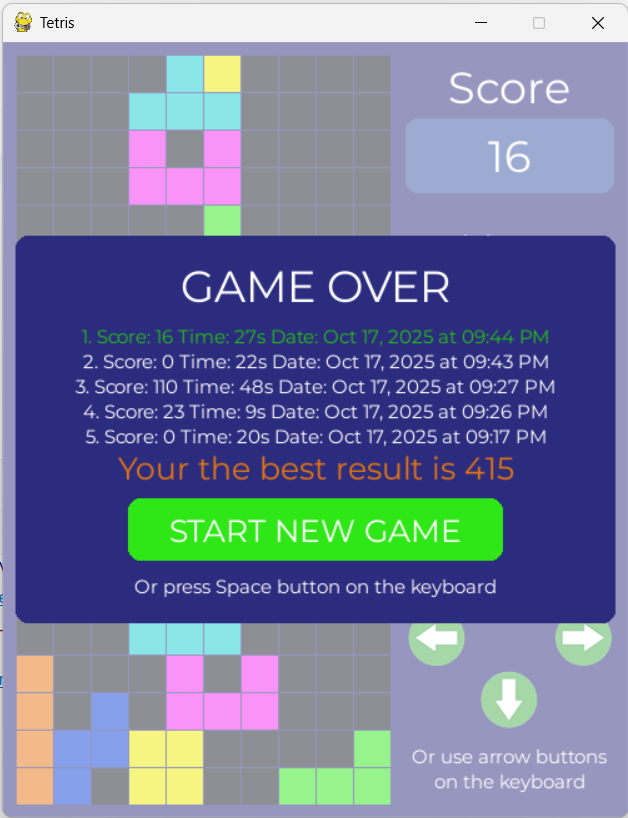 Tetris
Score
16
GAME OVER
1. Score: 16 Time: 27s Date: Oct 17, 2025 at 09:44 PM
2. Score: 0 Time: 22s Date: Oct 17, 2025 at 09:43 PM
3. Score: 110 Time: 48s Date: Oct 17, 2025 at 09:27 PM
4. Score: 23 Time: 9s Date: Oct 17, 2025 at 09:26 PM
5. Score: 0 Time: 20s Date: Oct 17, 2025 at 09:17 PM
Your the best result is 415
START NEW GAME
Or press Space button on the keyboard
Or use arrow buttons
on the keyboard